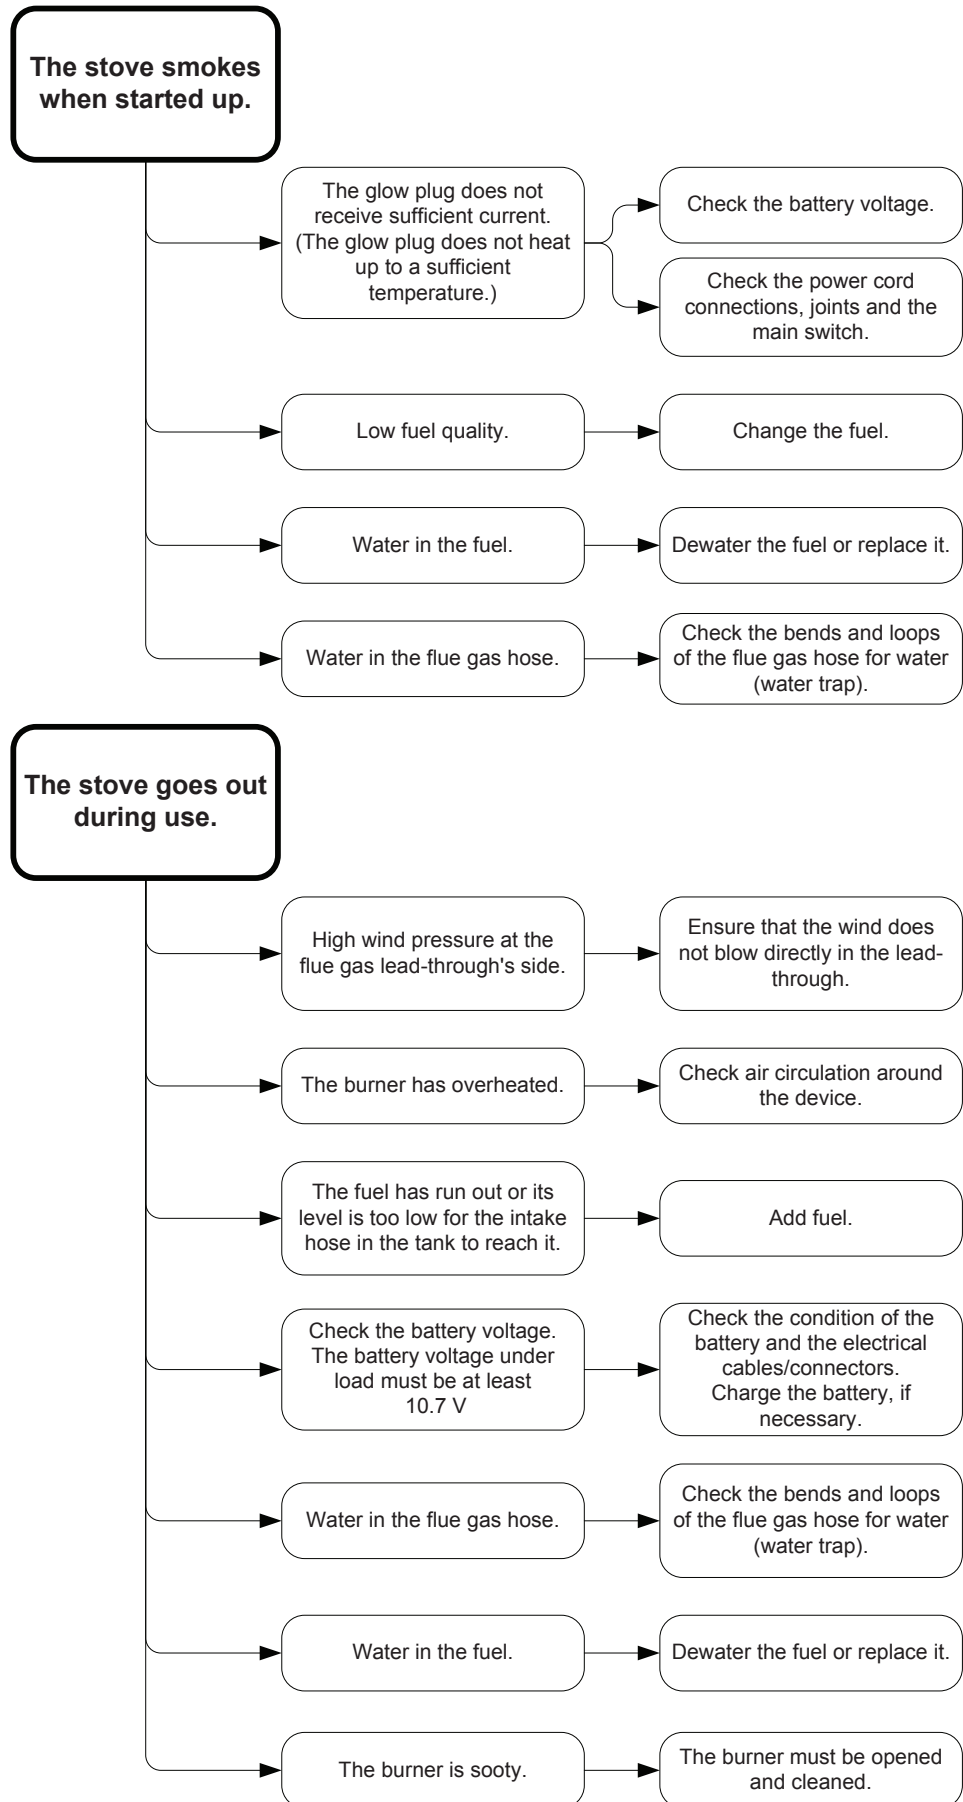 The stove smokes
when started up.
The glow plug does not
receive sufficient current.
(The glow plug does not heat
up to a sufficient
temperature.)
Check the battery voltage.
Check the power cord
connections, joints and the
main switch.
Low fuel quality.
Change the fuel.
Water in the fuel.
Dewater the fuel or replace it.
Water in the flue gas hose.
Check the bends and loops
of the flue gas hose for water
(water trap).
The stove goes out
during use.
High wind pressure at the
flue gas lead-through's side.
Ensure that the wind does
not blow directly in the lead-
through.
The burner has overheated.
Check air circulation around
the device.
The fuel has run out or its
level is too low for the intake
hose in the tank to reach it.
Add fuel.
Check the battery voltage.
The battery voltage under
load must be at least
10.7 V
Check the condition of the
battery and the electrical
cables/connectors.
Charge the battery, if
necessary.
Water in the flue gas hose.
Check the bends and loops
of the flue gas hose for water
(water trap).
Water in the fuel.
Dewater the fuel or replace it.
The burner is sooty.
The burner must be opened
and cleaned.